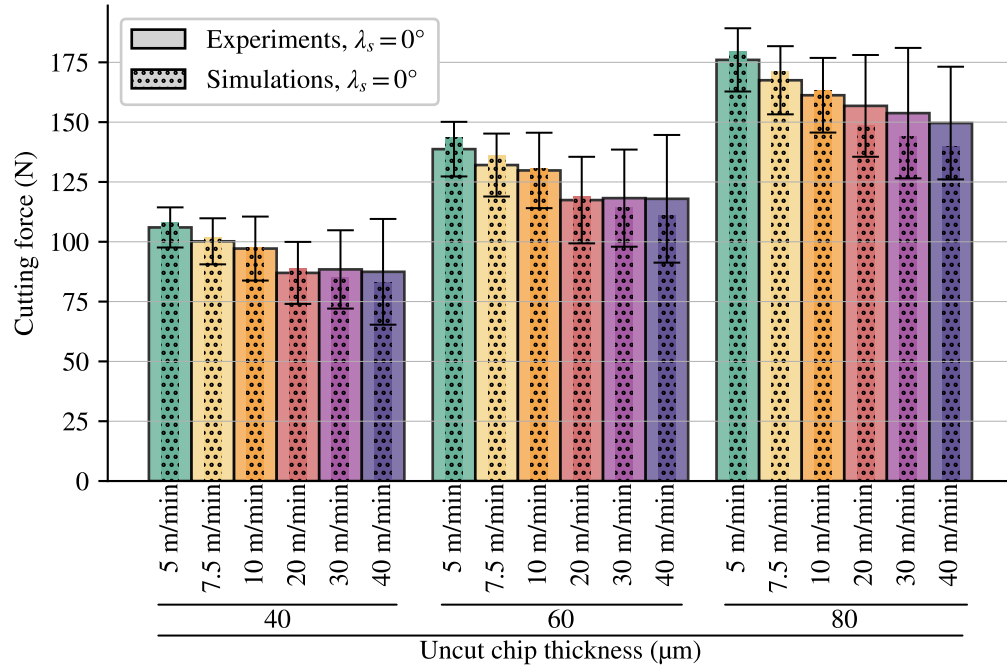 Experiments, λs = 0°
Simulations, λs = 0°
Cutting force (N)
175
150
125
100
75
50
25
0
5 m/min
7.5 m/min
10 m/min
20 m/min
30 m/min
40 m/min
5 m/min
7.5 m/min
10 m/min
20 m/min
30 m/min
40 m/min
5 m/min
7.5 m/min
10 m/min
20 m/min
30 m/min
40 m/min
40 60 80
Uncut chip thickness (µm)